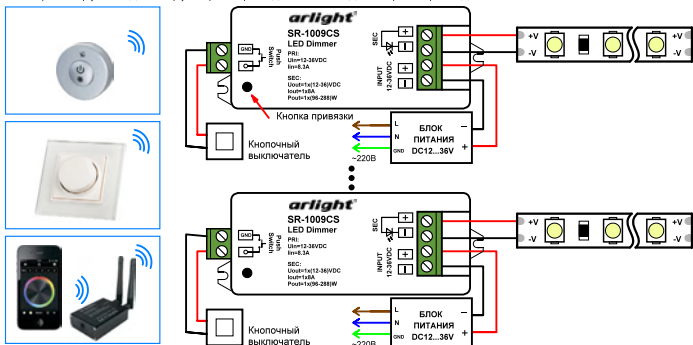 arlight
SR-1009CS
LED Dimmer
PRI:
Uin=12-36VDC
Iin=8.3A
SEC:
Uout=1x(12-36)VDC
Iout=1x8A
Pout=1x(96-288)W
GND
Push
Switch
SEC
+
−
INPUT
12-36VDC
+
−
Кнопка привязки
Кнопочный
выключатель
L
N
GND
~220В
БЛОК
ПИТАНИЯ
DC12...36V
−
+
+V
-V
+V
-V
arlight
SR-1009CS
LED Dimmer
PRI:
Uin=12-36VDC
Iin=8.3A
SEC:
Uout=1x(12-36)VDC
Iout=1x8A
Pout=1x(96-288)W
GND
Push
Switch
SEC
+
−
INPUT
12-36VDC
+
−
Кнопочный
выключатель
L
N
GND
~220В
БЛОК
ПИТАНИЯ
DC12...36V
−
+
+V
-V
+V
-V